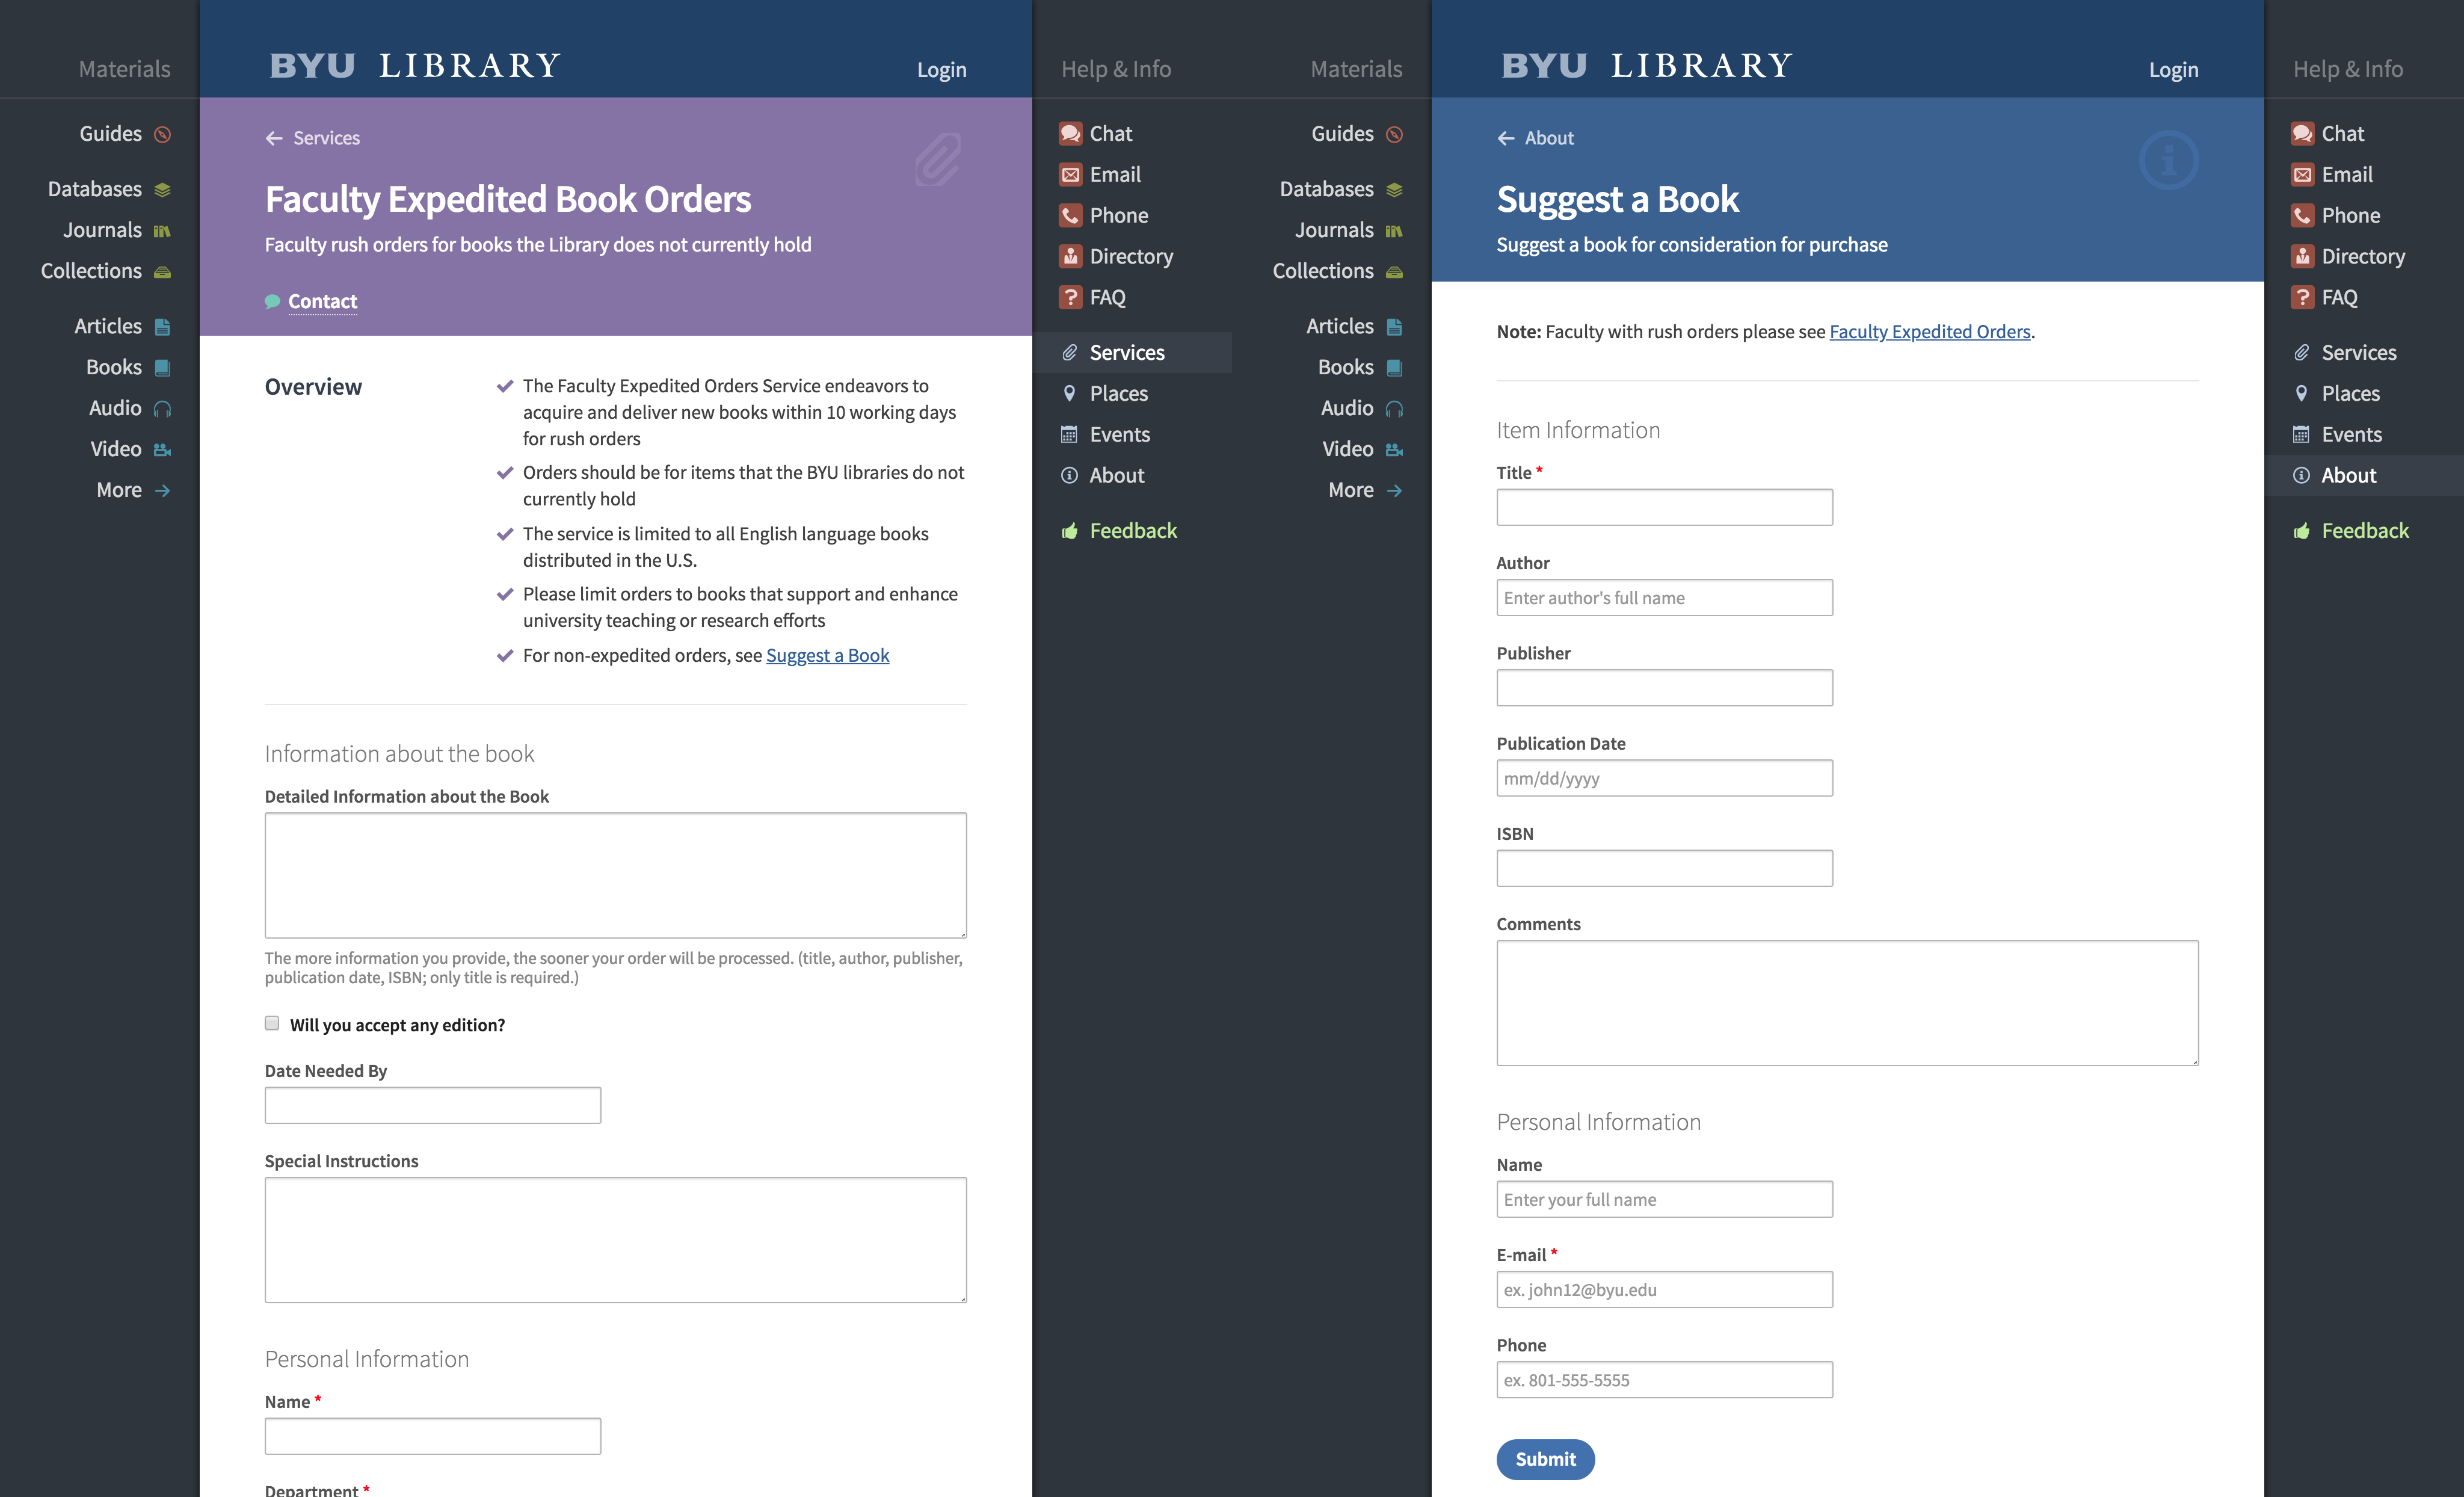 Materials
Guides
Databases
Journals
Collections
Articles
Books
Audio
Video
More
BYU LIBRARY
Login
Services
Faculty Expedited Book Orders
Faculty rush orders for books the Library does not currently hold
Contact
Overview
The Faculty Expedited Orders Service endeavors to
acquire and deliver new books within 10 working days
for rush orders
Orders should be for items that the BYU libraries do not
currently hold
The service is limited to all English language books
distributed in the U.S.
Please limit orders to books that support and enhance
university teaching or research efforts
For non-expedited orders, see Suggest a Book
Information about the book
Detailed Information about the Book
The more information you provide, the sooner your order will be processed. (title, author, publisher,
publication date, ISBN; only title is required.)
Will you accept any edition?
Date Needed By
Special Instructions
Personal Information
Name *
Department *
Help & Info
Chat
Email
Phone
Directory
FAQ
Services
Places
Events
About
Feedback
Materials
Guides
Databases
Journals
Collections
Articles
Books
Audio
Video
More
BYU LIBRARY
Login
About
Suggest a Book
Suggest a book for consideration for purchase
Note: Faculty with rush orders please see Faculty Expedited Orders.
Item Information
Title *
Author
Enter author's full name
Publisher
Publication Date
mm/dd/yyyy
ISBN
Comments
Personal Information
Name
Enter your full name
E-mail *
ex. john12@byu.edu
Phone
ex. 801-555-5555
Submit
Help & Info
Chat
Email
Phone
Directory
FAQ
Services
Places
Events
About
Feedback